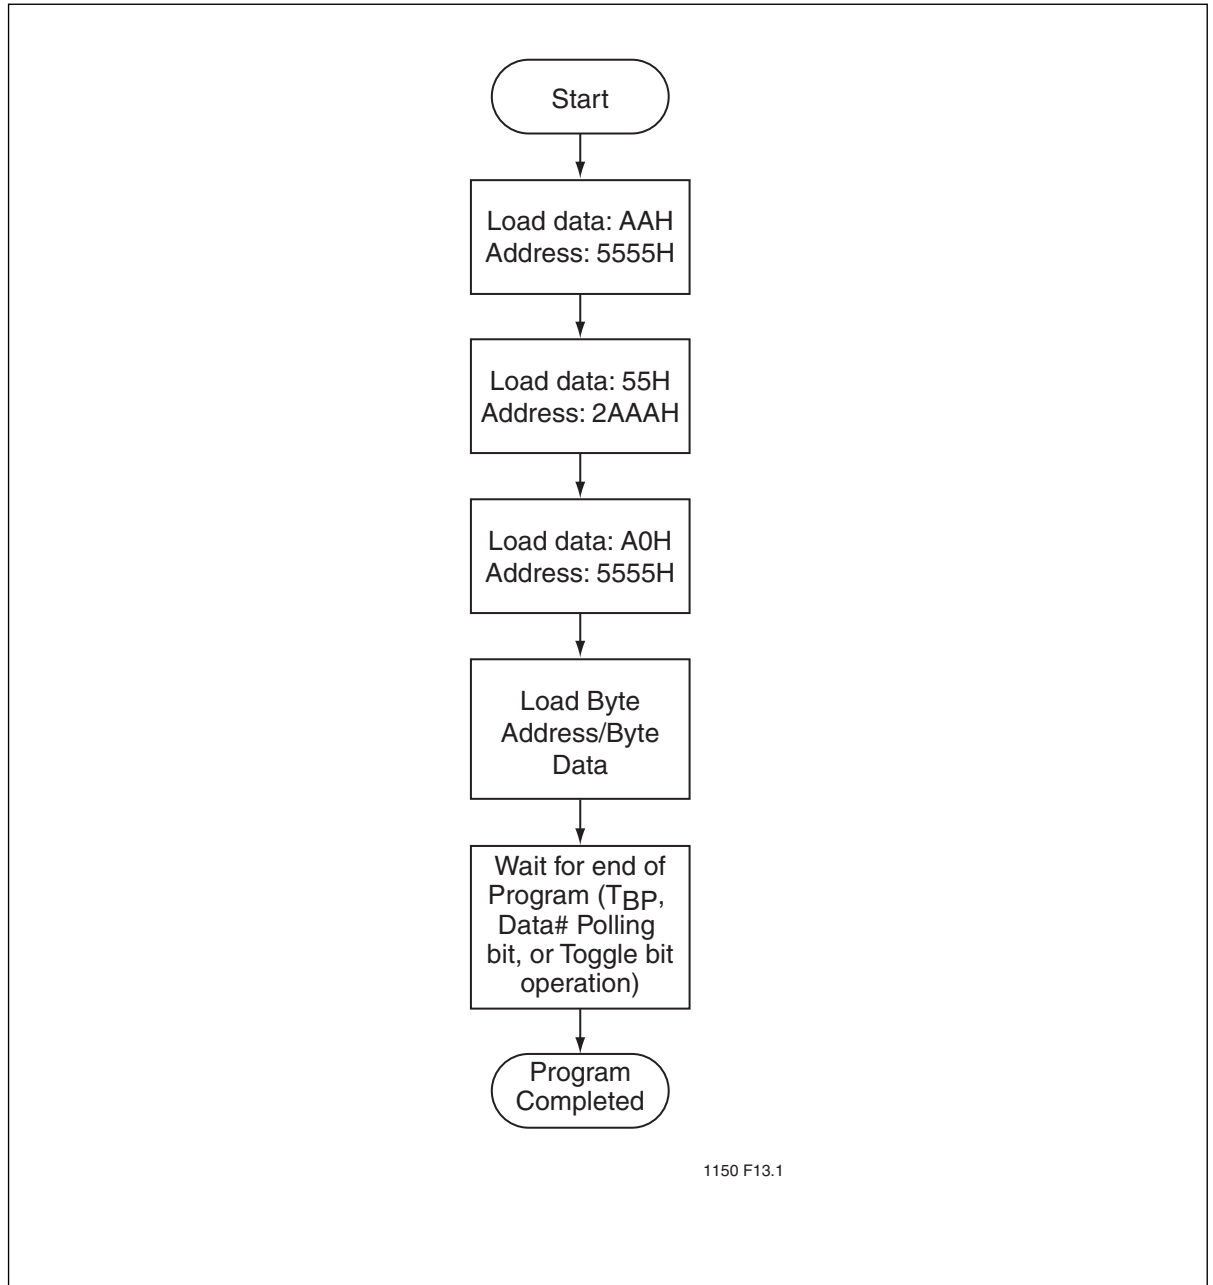 Start
Load data: AAH
Address: 5555H
Load data: 55H
Address: 2AAAH
Load data: A0H
Address: 5555H
Load Byte
Address/Byte
Data
Wait for end of
Program (TBP,
Data# Polling
bit, or Toggle bit
operation)
Program
Completed
1150 F13.1